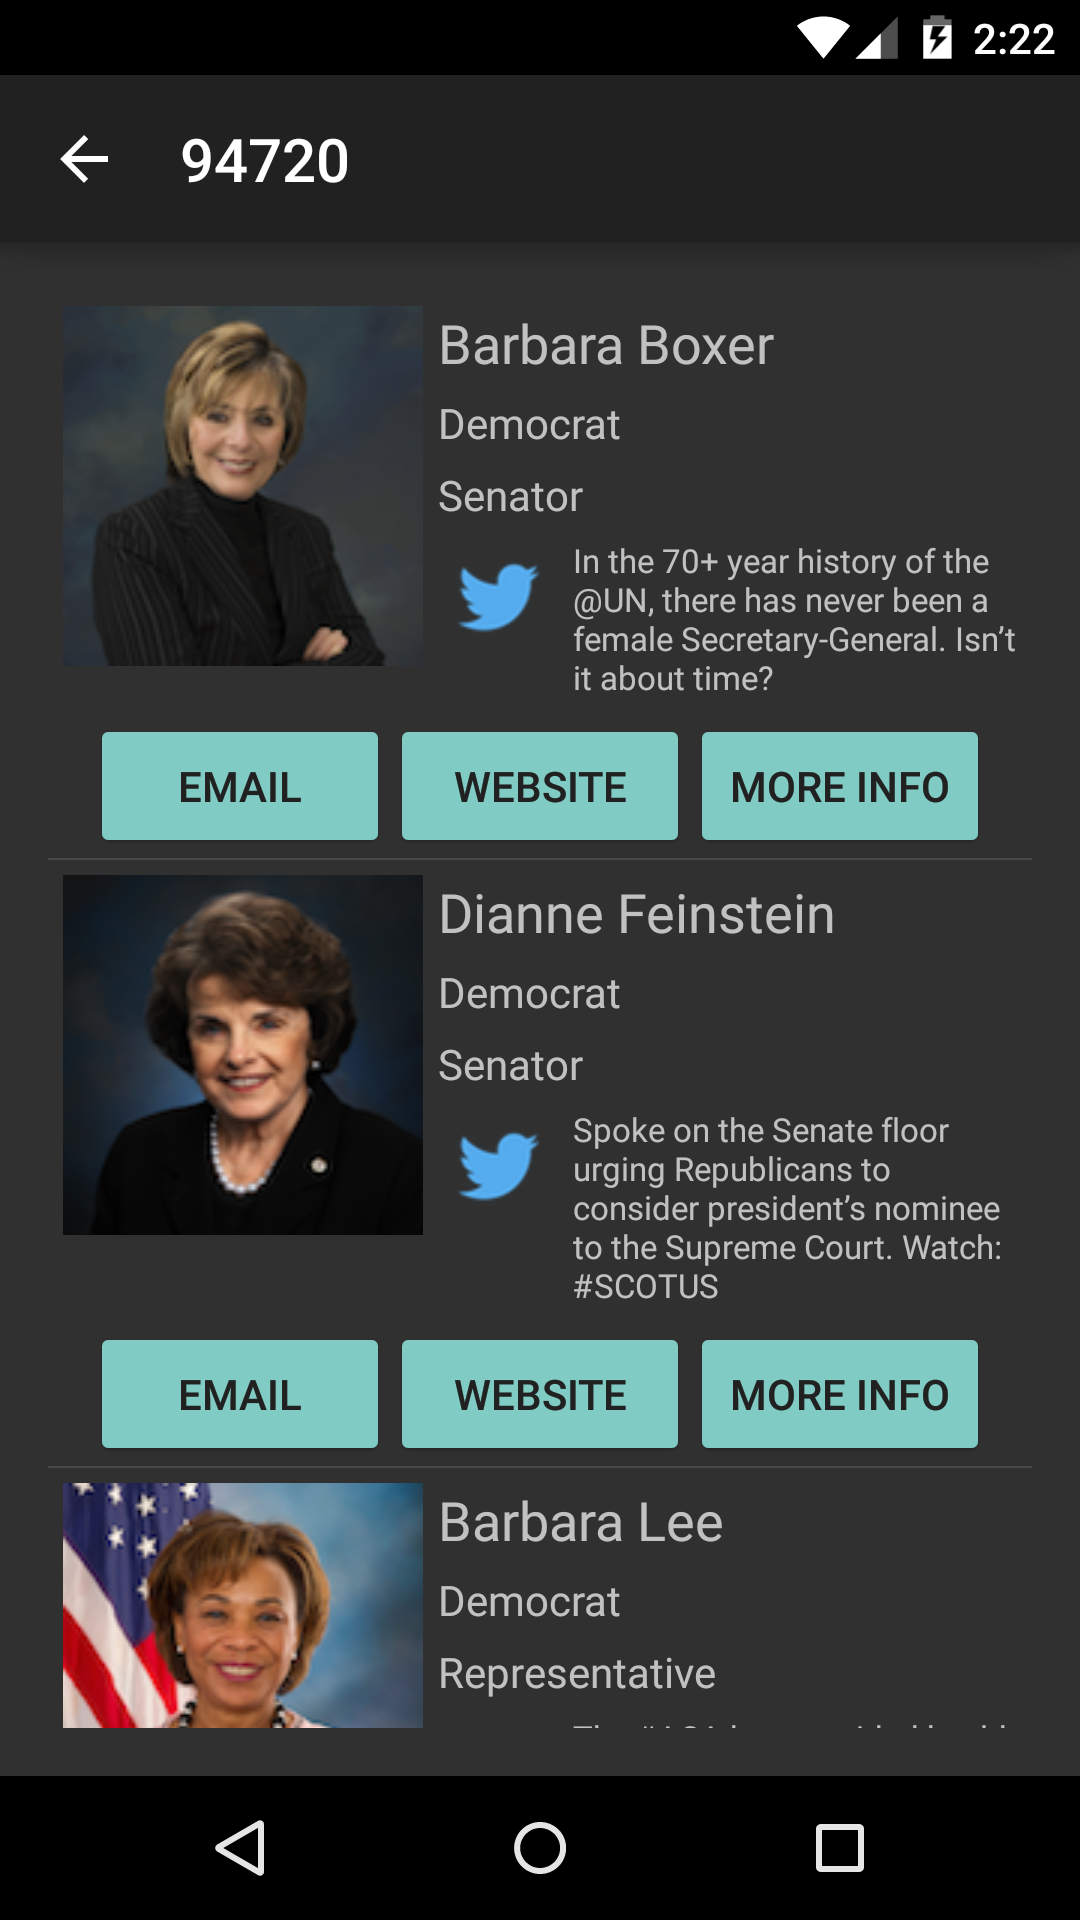 2:22
94720
Barbara Boxer
Democrat
Senator
In the 70+ year history of the
@UN, there has never been a
female Secretary-General. Isn’t
it about time?
EMAIL WEBSITE MORE INFO
Dianne Feinstein
Democrat
Senator
Spoke on the Senate floor
urging Republicans to
consider president’s nominee
to the Supreme Court. Watch:
#SCOTUS
EMAIL WEBSITE MORE INFO
Barbara Lee
Democrat
Representative